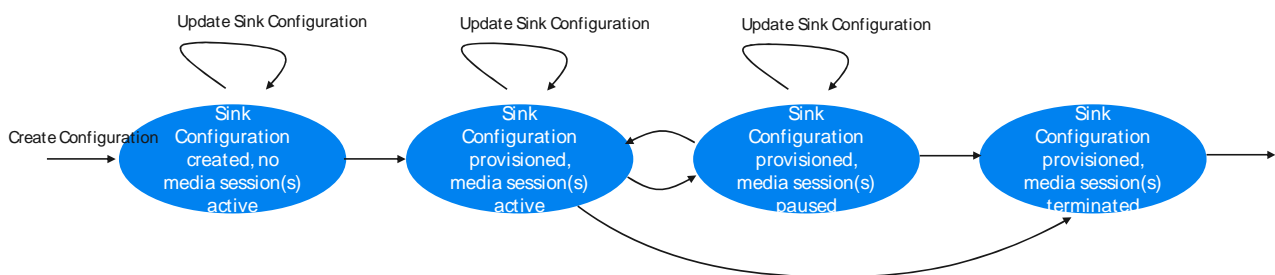 Update Sink Configuration
Update Sink Configuration
Update Sink Configuration
Create Configuration
Sink
Configuration
created, no
media session(s)
active
Sink
Configuration
provisioned,
media session(s)
active
Sink
Configuration
provisioned,
media session(s)
paused
Sink
Configuration
provisioned,
media session(s)
terminated